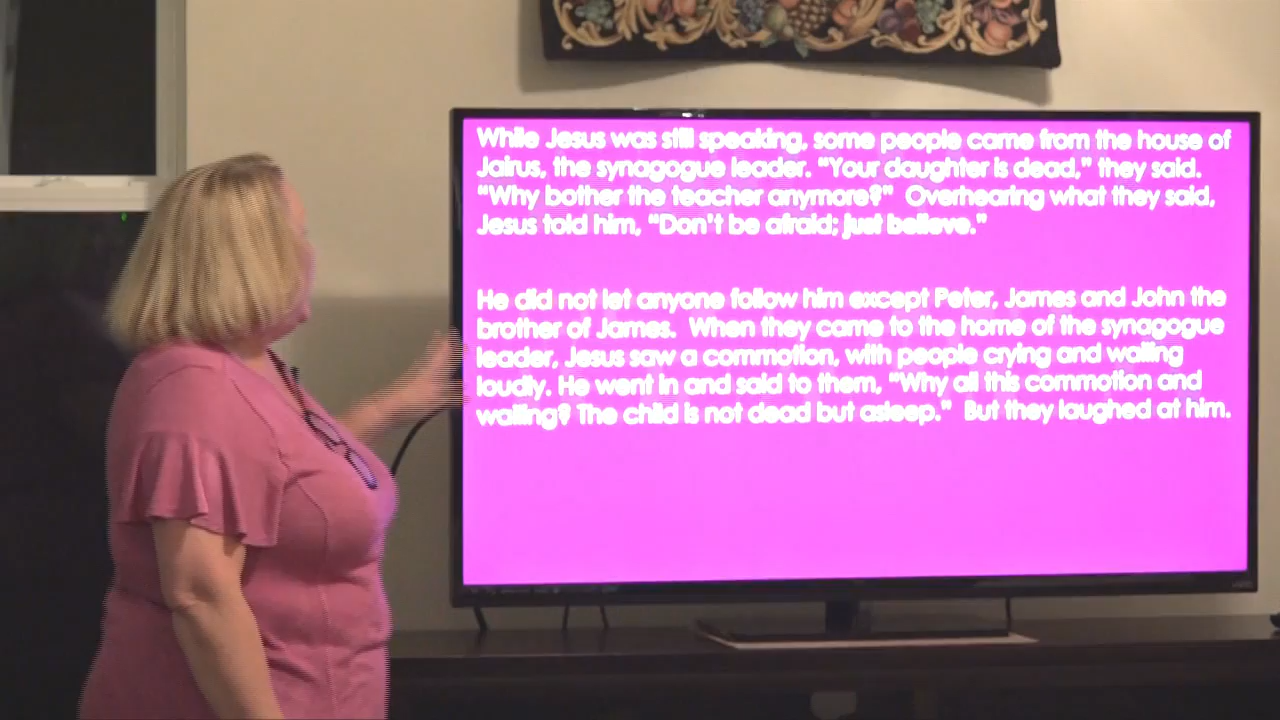 While Jesus was still speaking, some people came from the house of
Jairus, the synagogue leader. “Your daughter is dead,” they said.
“Why bother the teacher anymore?”  Overhearing what they said,
Jesus told him, “Don't be afraid; just believe.”
He did not let anyone follow him except Peter, James and John the
brother of James.  When they came to the home of the synagogue
leader, Jesus saw a commotion, with people crying and wailing
loudly. He went in and said to them, “Why all this commotion and
wailing? The child is not dead but asleep.”  But they laughed at him.